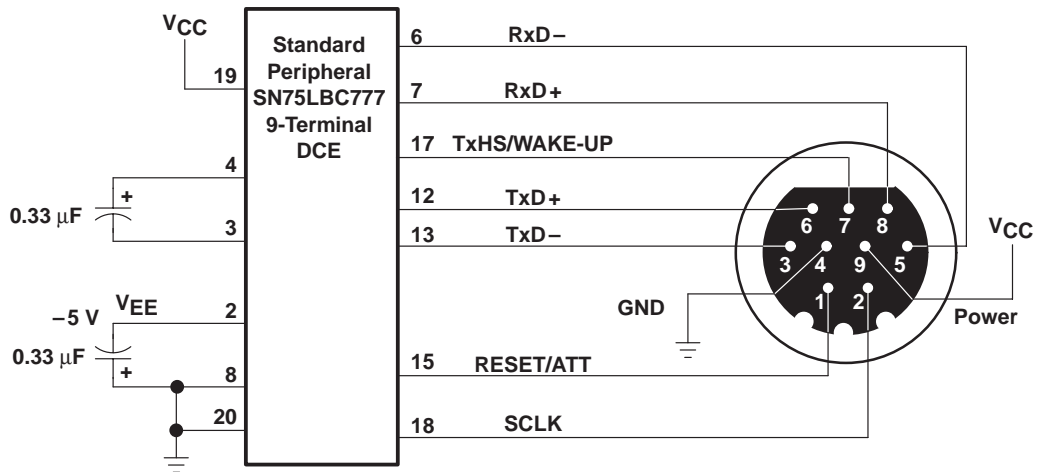 VCC
19
Standard
Peripheral
SN75LBC777
9-Terminal
DCE
6 RxD–
7 RxD+
17 TxHS/WAKE-UP
12 TxD+
13 TxD–
4
+
0.33 μF
3
–5 V VEE 2
0.33 μF
+
8
20
15 RESET/ATT
18 SCLK
6 7 8
3 4 9 5
1 2
GND
VCC
Power